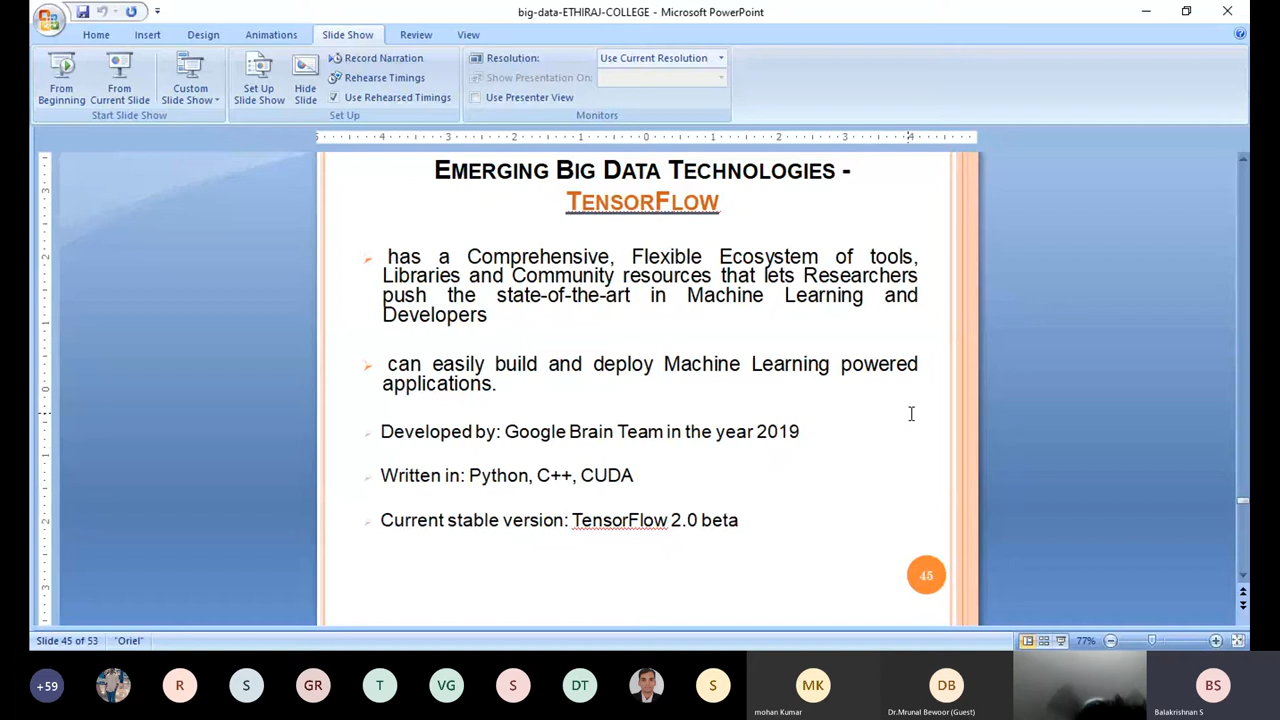 big-data-ETHIRAJ-COLLEGE - Microsoft PowerPoint
Home Insert Design Animations Slide Show Review View
From Beginning
From Current Slide
Custom Slide Show
Start Slide Show
Set Up Slide Show
Hide Slide
Record Narration
Rehearse Timings
Use Rehearsed Timings
Set Up
Resolution: Use Current Resolution
Show Presentation On:
Use Presenter View
Monitors
EMERGING BIG DATA TECHNOLOGIES -
TENSORFLOW
has a Comprehensive, Flexible Ecosystem of tools,
Libraries and Community resources that lets Researchers
push the state-of-the-art in Machine Learning and
Developers
can easily build and deploy Machine Learning powered
applications.
Developed by: Google Brain Team in the year 2019
Written in: Python, C++, CUDA
Current stable version: TensorFlow 2.0 beta
45
Slide 45 of 53 "Oriel" 77%
+59 R S GR T VG S DT S MK DB BS
mohan Kumar Dr.Mrunal Bewoor (Guest) Balakrishnan S